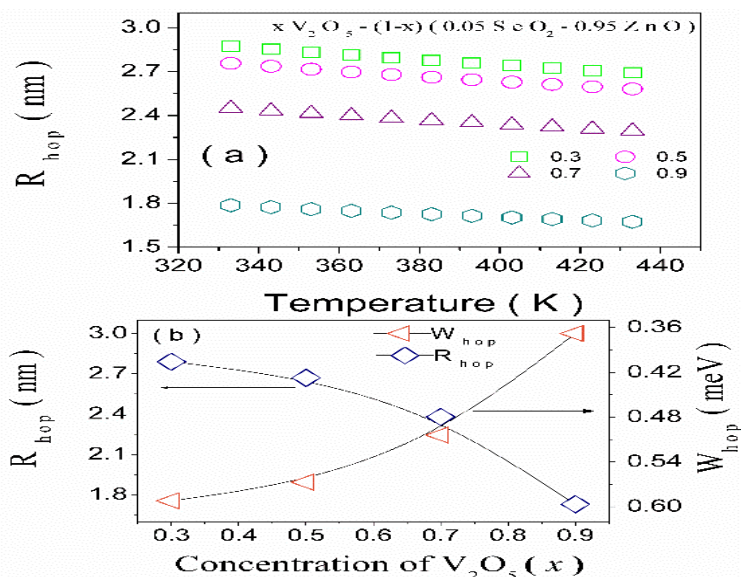 x V₂O₅ - (1-x) ( 0.05 S e O₂ - 0.95 Z n O )
R hop ( nm )
3.0
2.7
2.4
2.1
1.8
1.5
( a )
0.3 0.5
0.7 0.9
320 340 360 380 400 420 440
Temperature ( K )
( b )
W hop
R hop
R hop ( nm )
3.0
2.7
2.4
2.1
1.8
0.36
0.42
0.48
0.54
0.60
W hop (meV)
0.3 0.4 0.5 0.6 0.7 0.8 0.9
Concentration of V₂O₅ (x)